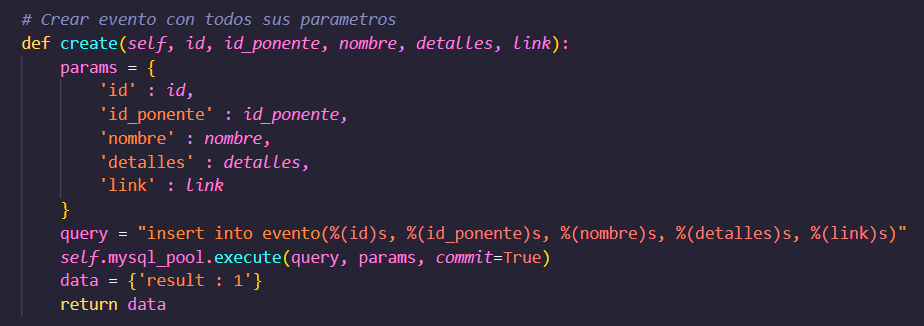 # Crear evento con todos sus parametros
def create(self, id, id_ponente, nombre, detalles, link):
    params = {
        'id' : id,
        'id_ponente' : id_ponente,
        'nombre' : nombre,
        'detalles' : detalles,
        'link' : link
    }
    query = "insert into evento(%(id)s, %(id_ponente)s, %(nombre)s, %(detalles)s, %(link)s)"
    self.mysql_pool.execute(query, params, commit=True)
    data = {'result : 1'}
    return data